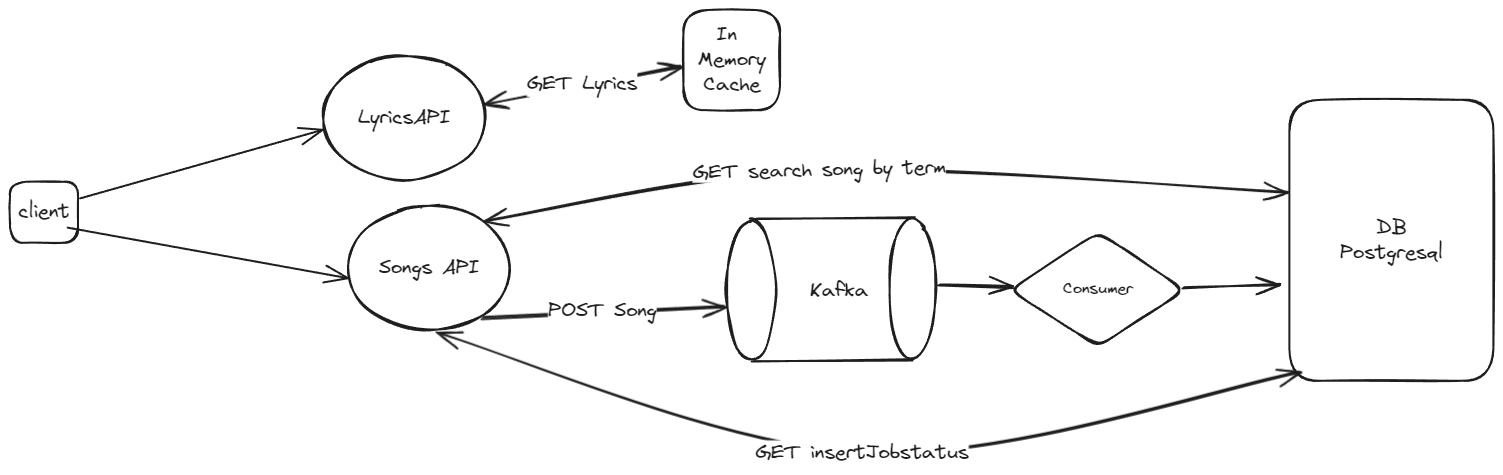 In
Memory
Cache
GET Lyrics
LyricsAPI
GET search song by term
client
DB
Postgresal
Songs API
Kafka
Consumer
POST Song
GET insertJobstatus